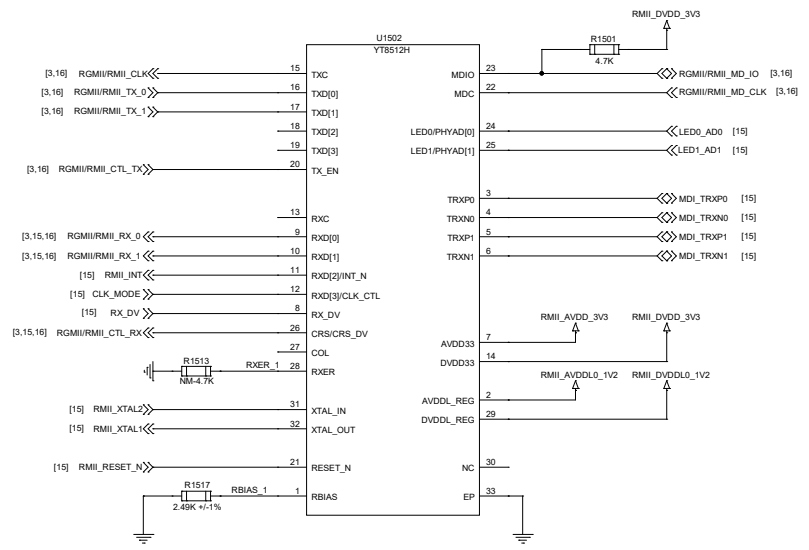 RMII_DVDD_3V3
U1502
YT8512H
R1501
4.7K
[3,16] RGMII/RMII_CLK 15 TXC
MDIO 23 RGMII/RMII_MD_IO [3,16]
[3,16] RGMII/RMII_TX_0 16 TXD[0]
MDC 22 RGMII/RMII_MD_CLK [3,16]
[3,16] RGMII/RMII_TX_1 17 TXD[1]
18 TXD[2]
LED0/PHYAD[0] 24 LED0_AD0 [15]
19 TXD[3]
LED1/PHYAD[1] 25 LED1_AD1 [15]
[3,16] RGMII/RMII_CTL_TX 20 TX_EN
TRXP0 3 MDI_TRXP0 [15]
13 RXC
TRXN0 4 MDI_TRXN0 [15]
[3,15,16] RGMII/RMII_RX_0 9 RXD[0]
TRXP1 5 MDI_TRXP1 [15]
[3,15,16] RGMII/RMII_RX_1 10 RXD[1]
TRXN1 6 MDI_TRXN1 [15]
[15] RMII_INT 11 RXD[2]/INT_N
[15] CLK_MODE 12 RXD[3]/CLK_CTL
[15] RX_DV 8 RX_DV
RMII_AVDD_3V3 RMII_DVDD_3V3
[3,15,16] RGMII/RMII_CTL_RX 26 CRS/CRS_DV
AVDD33 7
27 COL
DVDD33 14
R1513
NM-4.7K
RXER_1 28 RXER
RMII_AVDDL0_1V2 RMII_DVDDL0_1V2
AVDDL_REG 2
[15] RMII_XTAL2 31 XTAL_IN
DVDDL_REG 29
[15] RMII_XTAL1 32 XTAL_OUT
[15] RMII_RESET_N 21 RESET_N
NC 30
R1517
2.49K +/-1%
RBIAS_1 1 RBIAS
EP 33